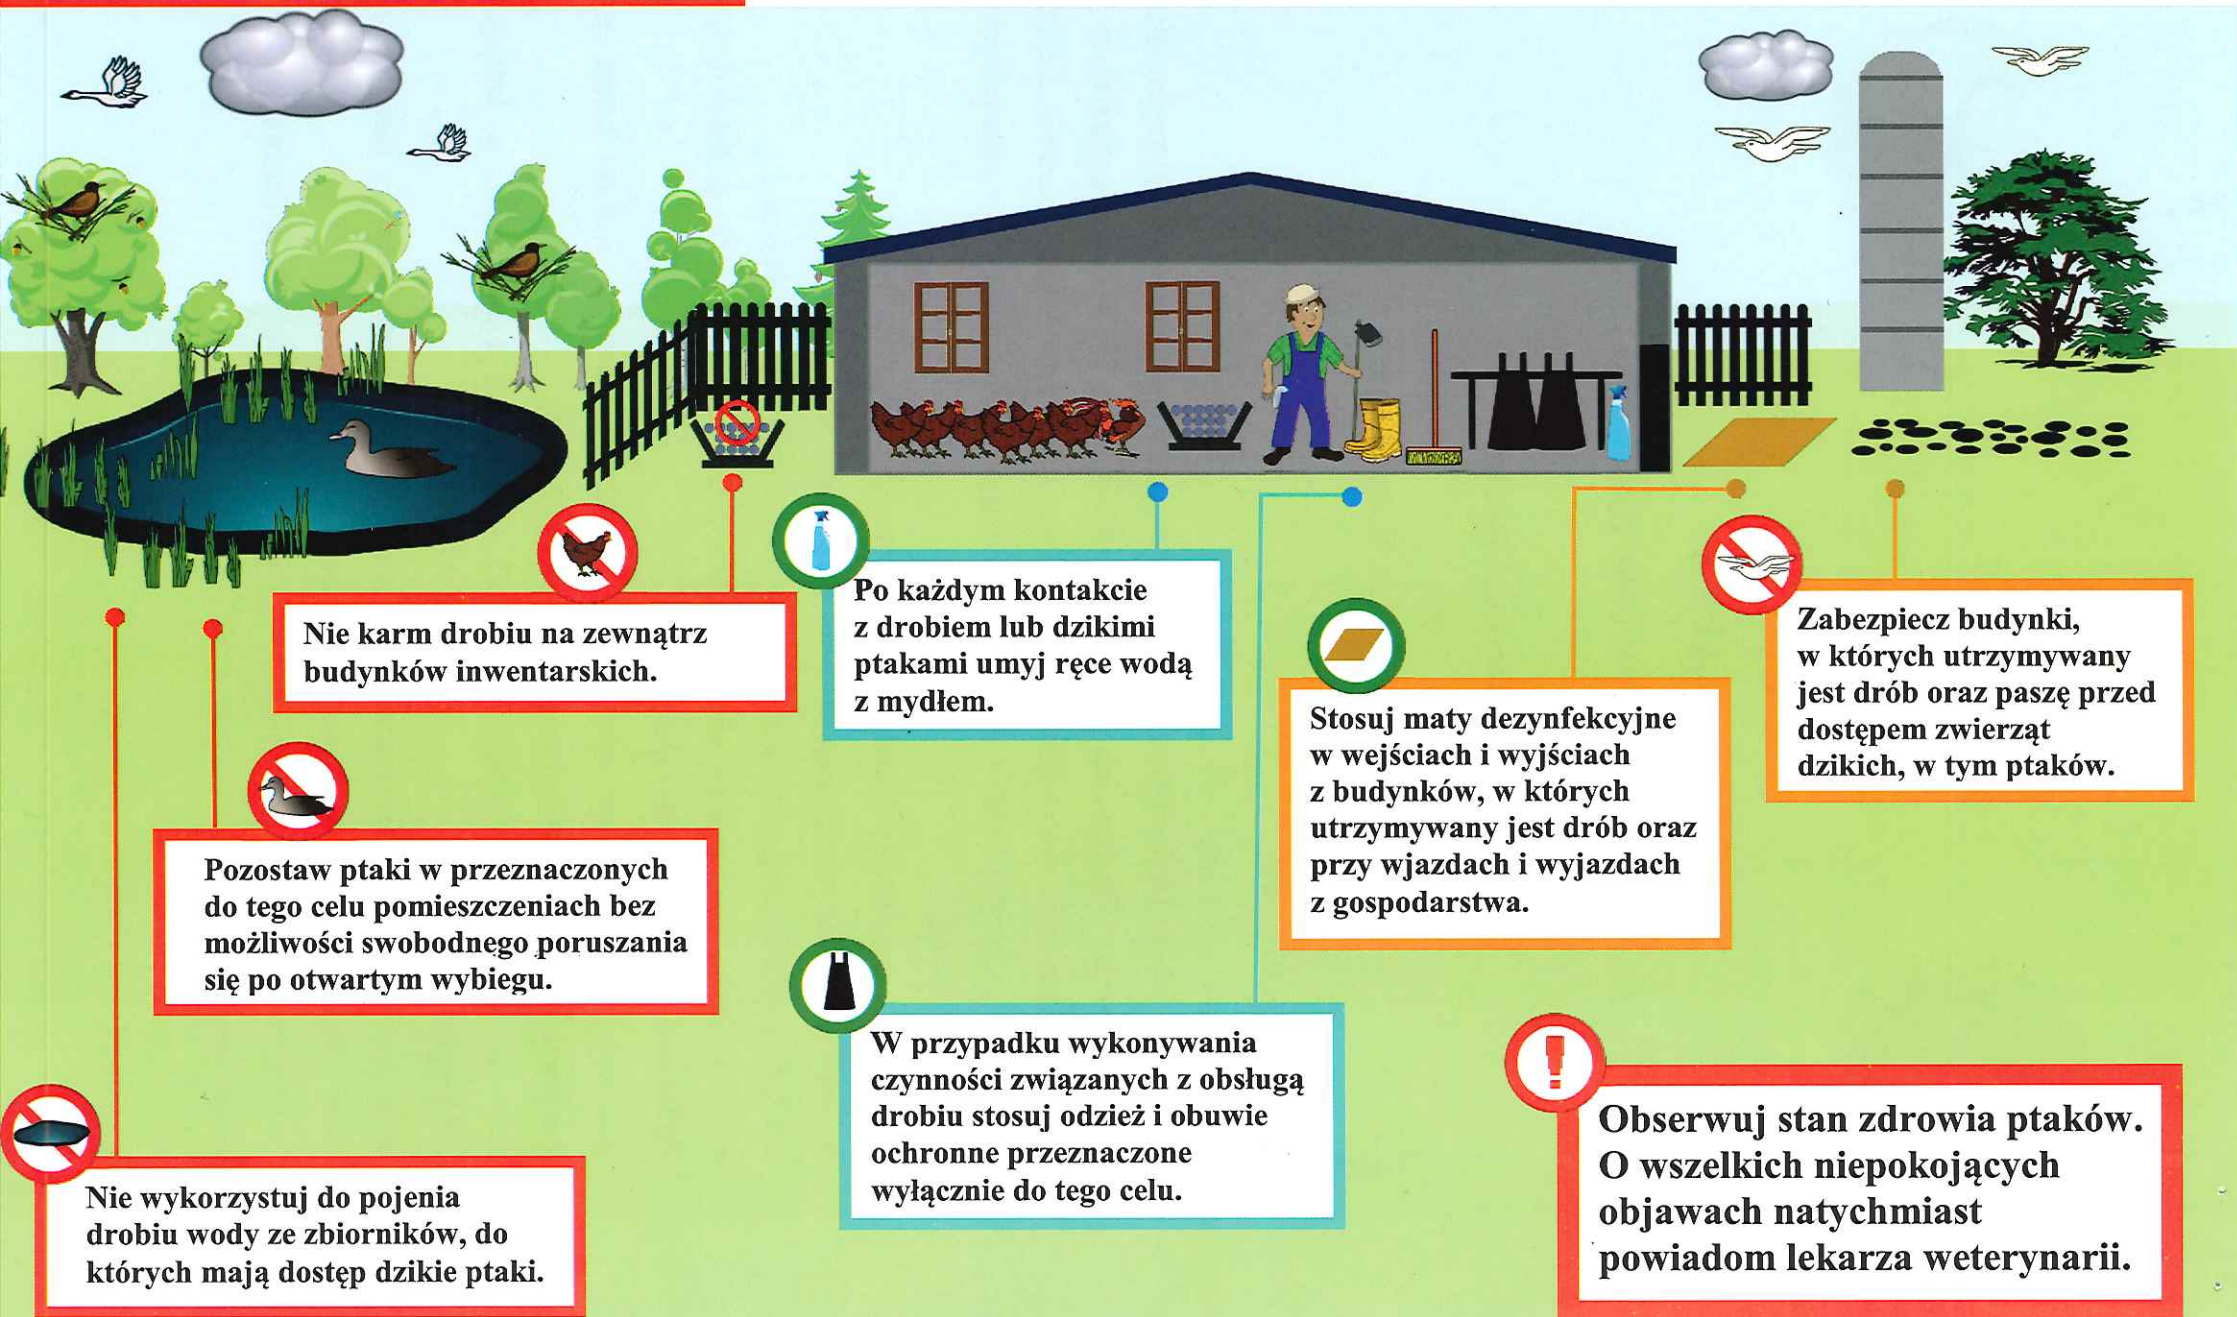 Nie karm drobiu na zewnątrz
budynków inwentarskich.
Po każdym kontakcie
z drobiem lub dzikimi
ptakami umyj ręce wodą
z mydłem.
Zabezpiecz budynki,
w których utrzymywany
jest drób oraz paszę przed
dostępem zwierząt
dzikich, w tym ptaków.
Stosuj maty dezynfekcyjne
w wejściach i wyjściach
z budynków, w których
utrzymywany jest drób oraz
przy wjazdach i wyjazdach
z gospodarstwa.
Pozostaw ptaki w przeznaczonych
do tego celu pomieszczeniach bez
możliwości swobodnego poruszania
się po otwartym wybiegu.
W przypadku wykonywania
czynności związanych z obsługą
drobiu stosuj odzież i obuwie
ochronne przeznaczone
wyłącznie do tego celu.
Obserwuj stan zdrowia ptaków.
O wszelkich niepokojących
objawach natychmiast
powiadom lekarza weterynarii.
Nie wykorzystuj do pojenia
drobiu wody ze zbiorników, do
których mają dostęp dzikie ptaki.